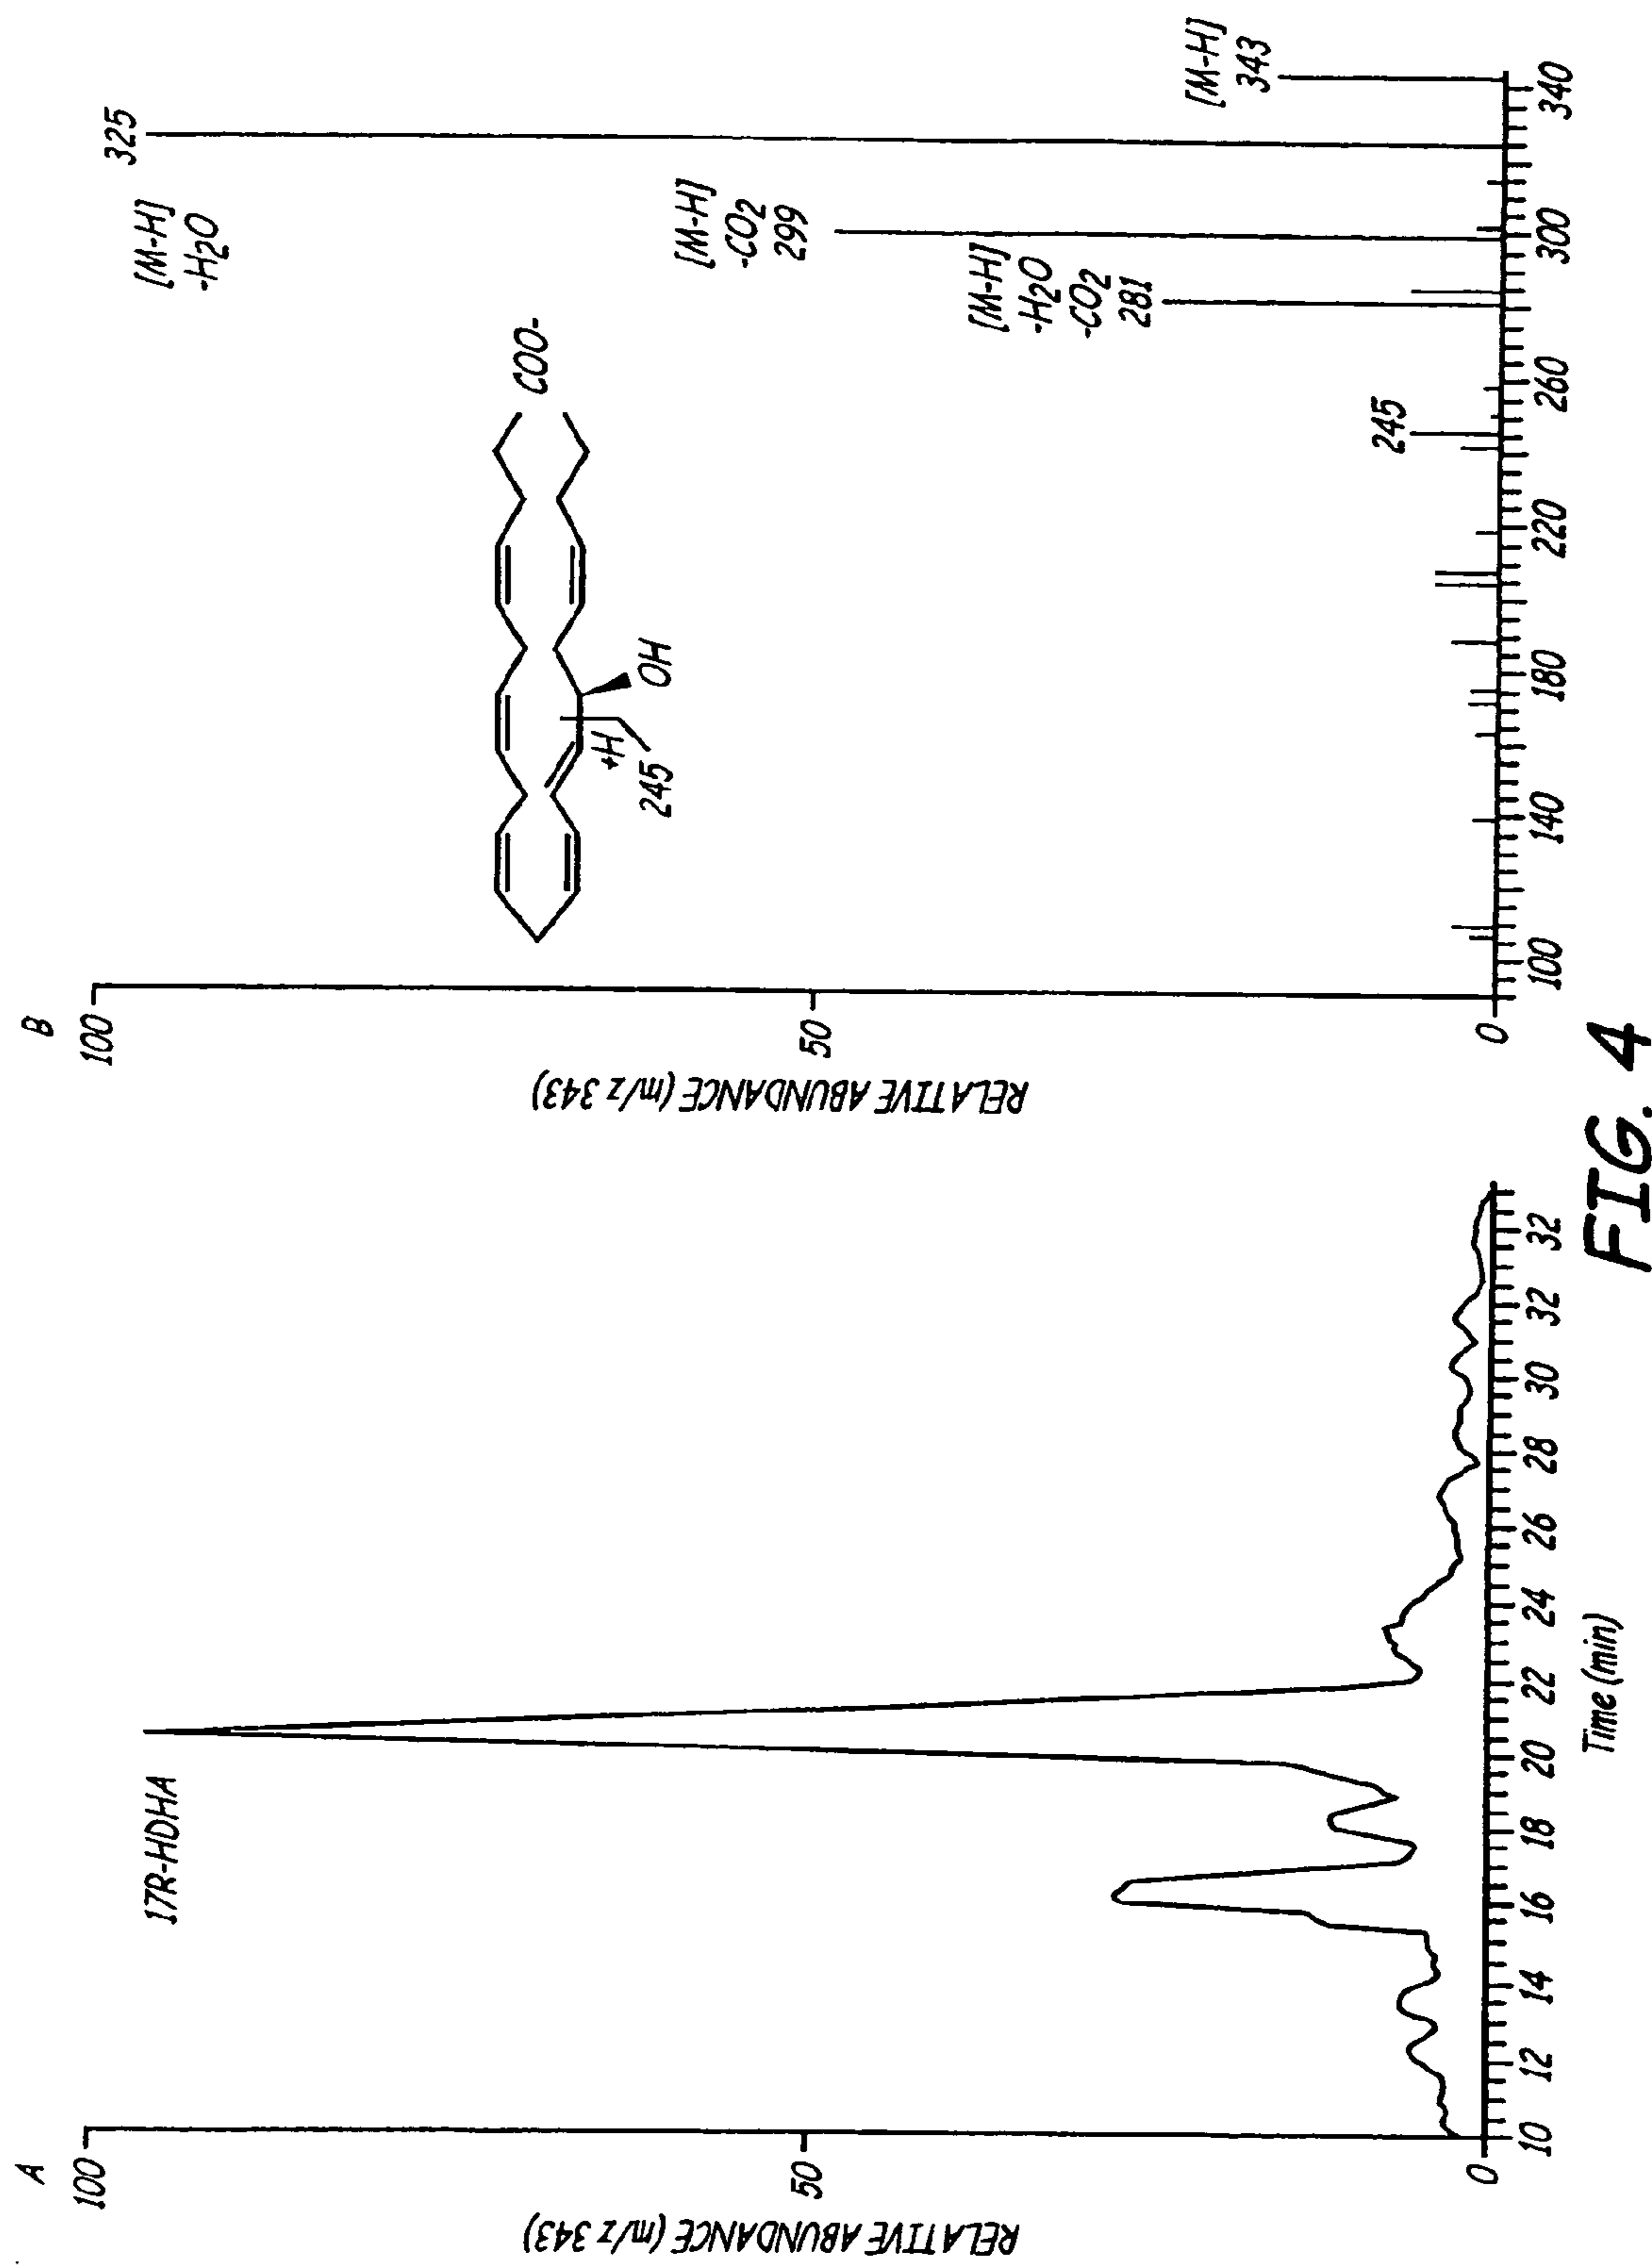 A
100
50
0
RELATIVE ABUNDANCE (m/z 343)
17R-HDHA
10 12 14 16 18 20 22 24 26 28 30 32 32
Time (min)
B
100
50
0
RELATIVE ABUNDANCE (m/z 343)
[M-H]
-H2O
325
COO-
OH
+H
245
[M-H]
-CO2
299
[M-H]
-H2O
-CO2
281
245
[M-H]
343
100 140 180 220 260 300 340
FIG. 4